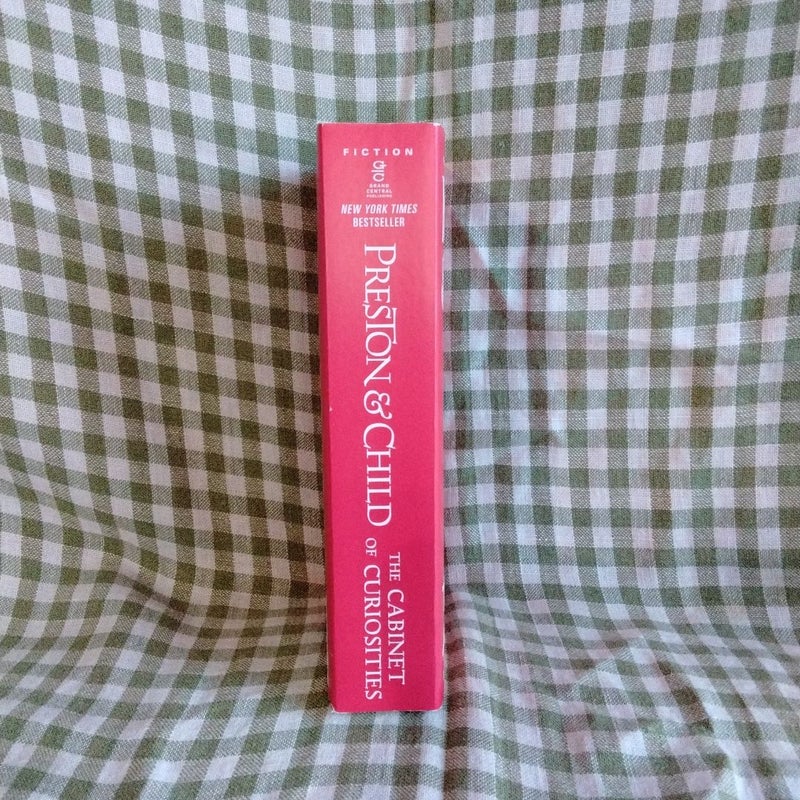 FICTION
GRAND
CENTRAL
PUBLISHING
NEW YORK TIMES
BESTSELLER
PRESTON & CHILD
THE CABINET
OF CURIOSITIES